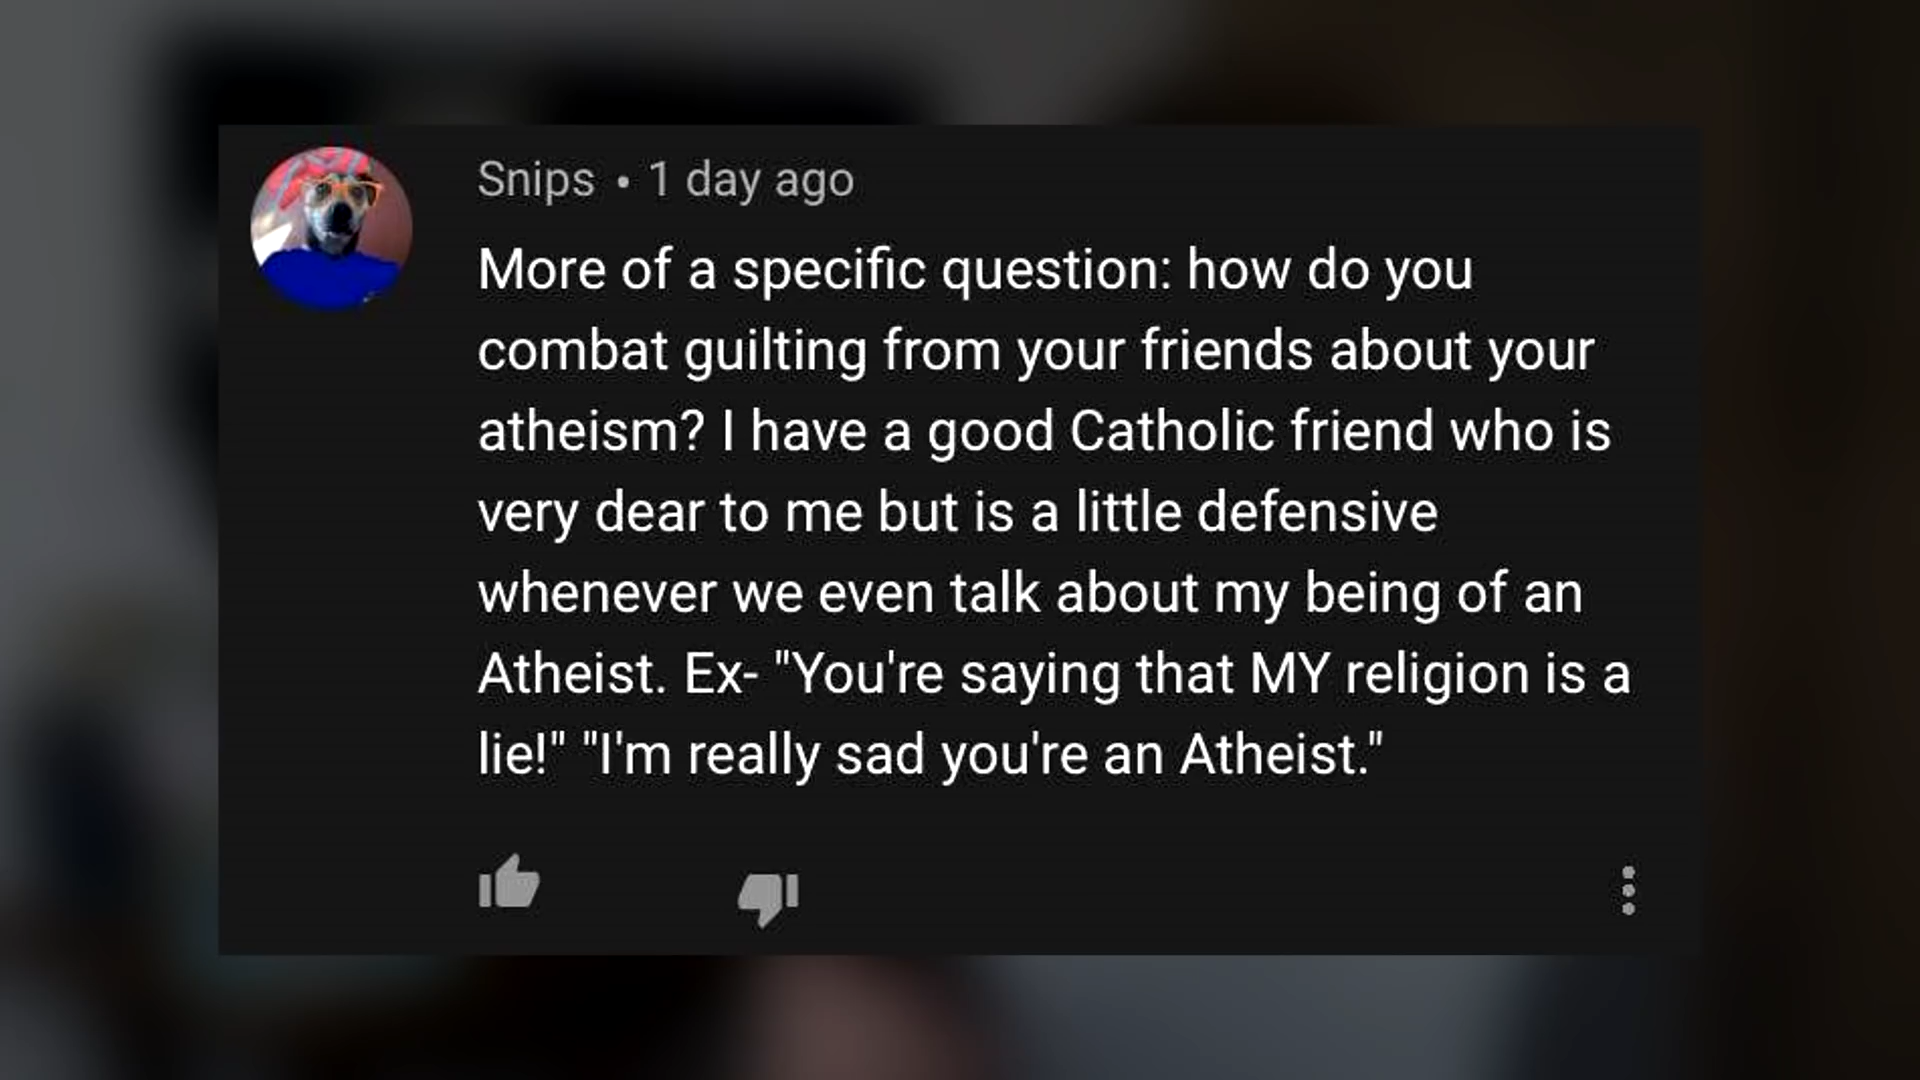 Snips • 1 day ago
More of a specific question: how do you
combat guilting from your friends about your
atheism? I have a good Catholic friend who is
very dear to me but is a little defensive
whenever we even talk about my being of an
Atheist. Ex- "You're saying that MY religion is a
lie!" "I'm really sad you're an Atheist."